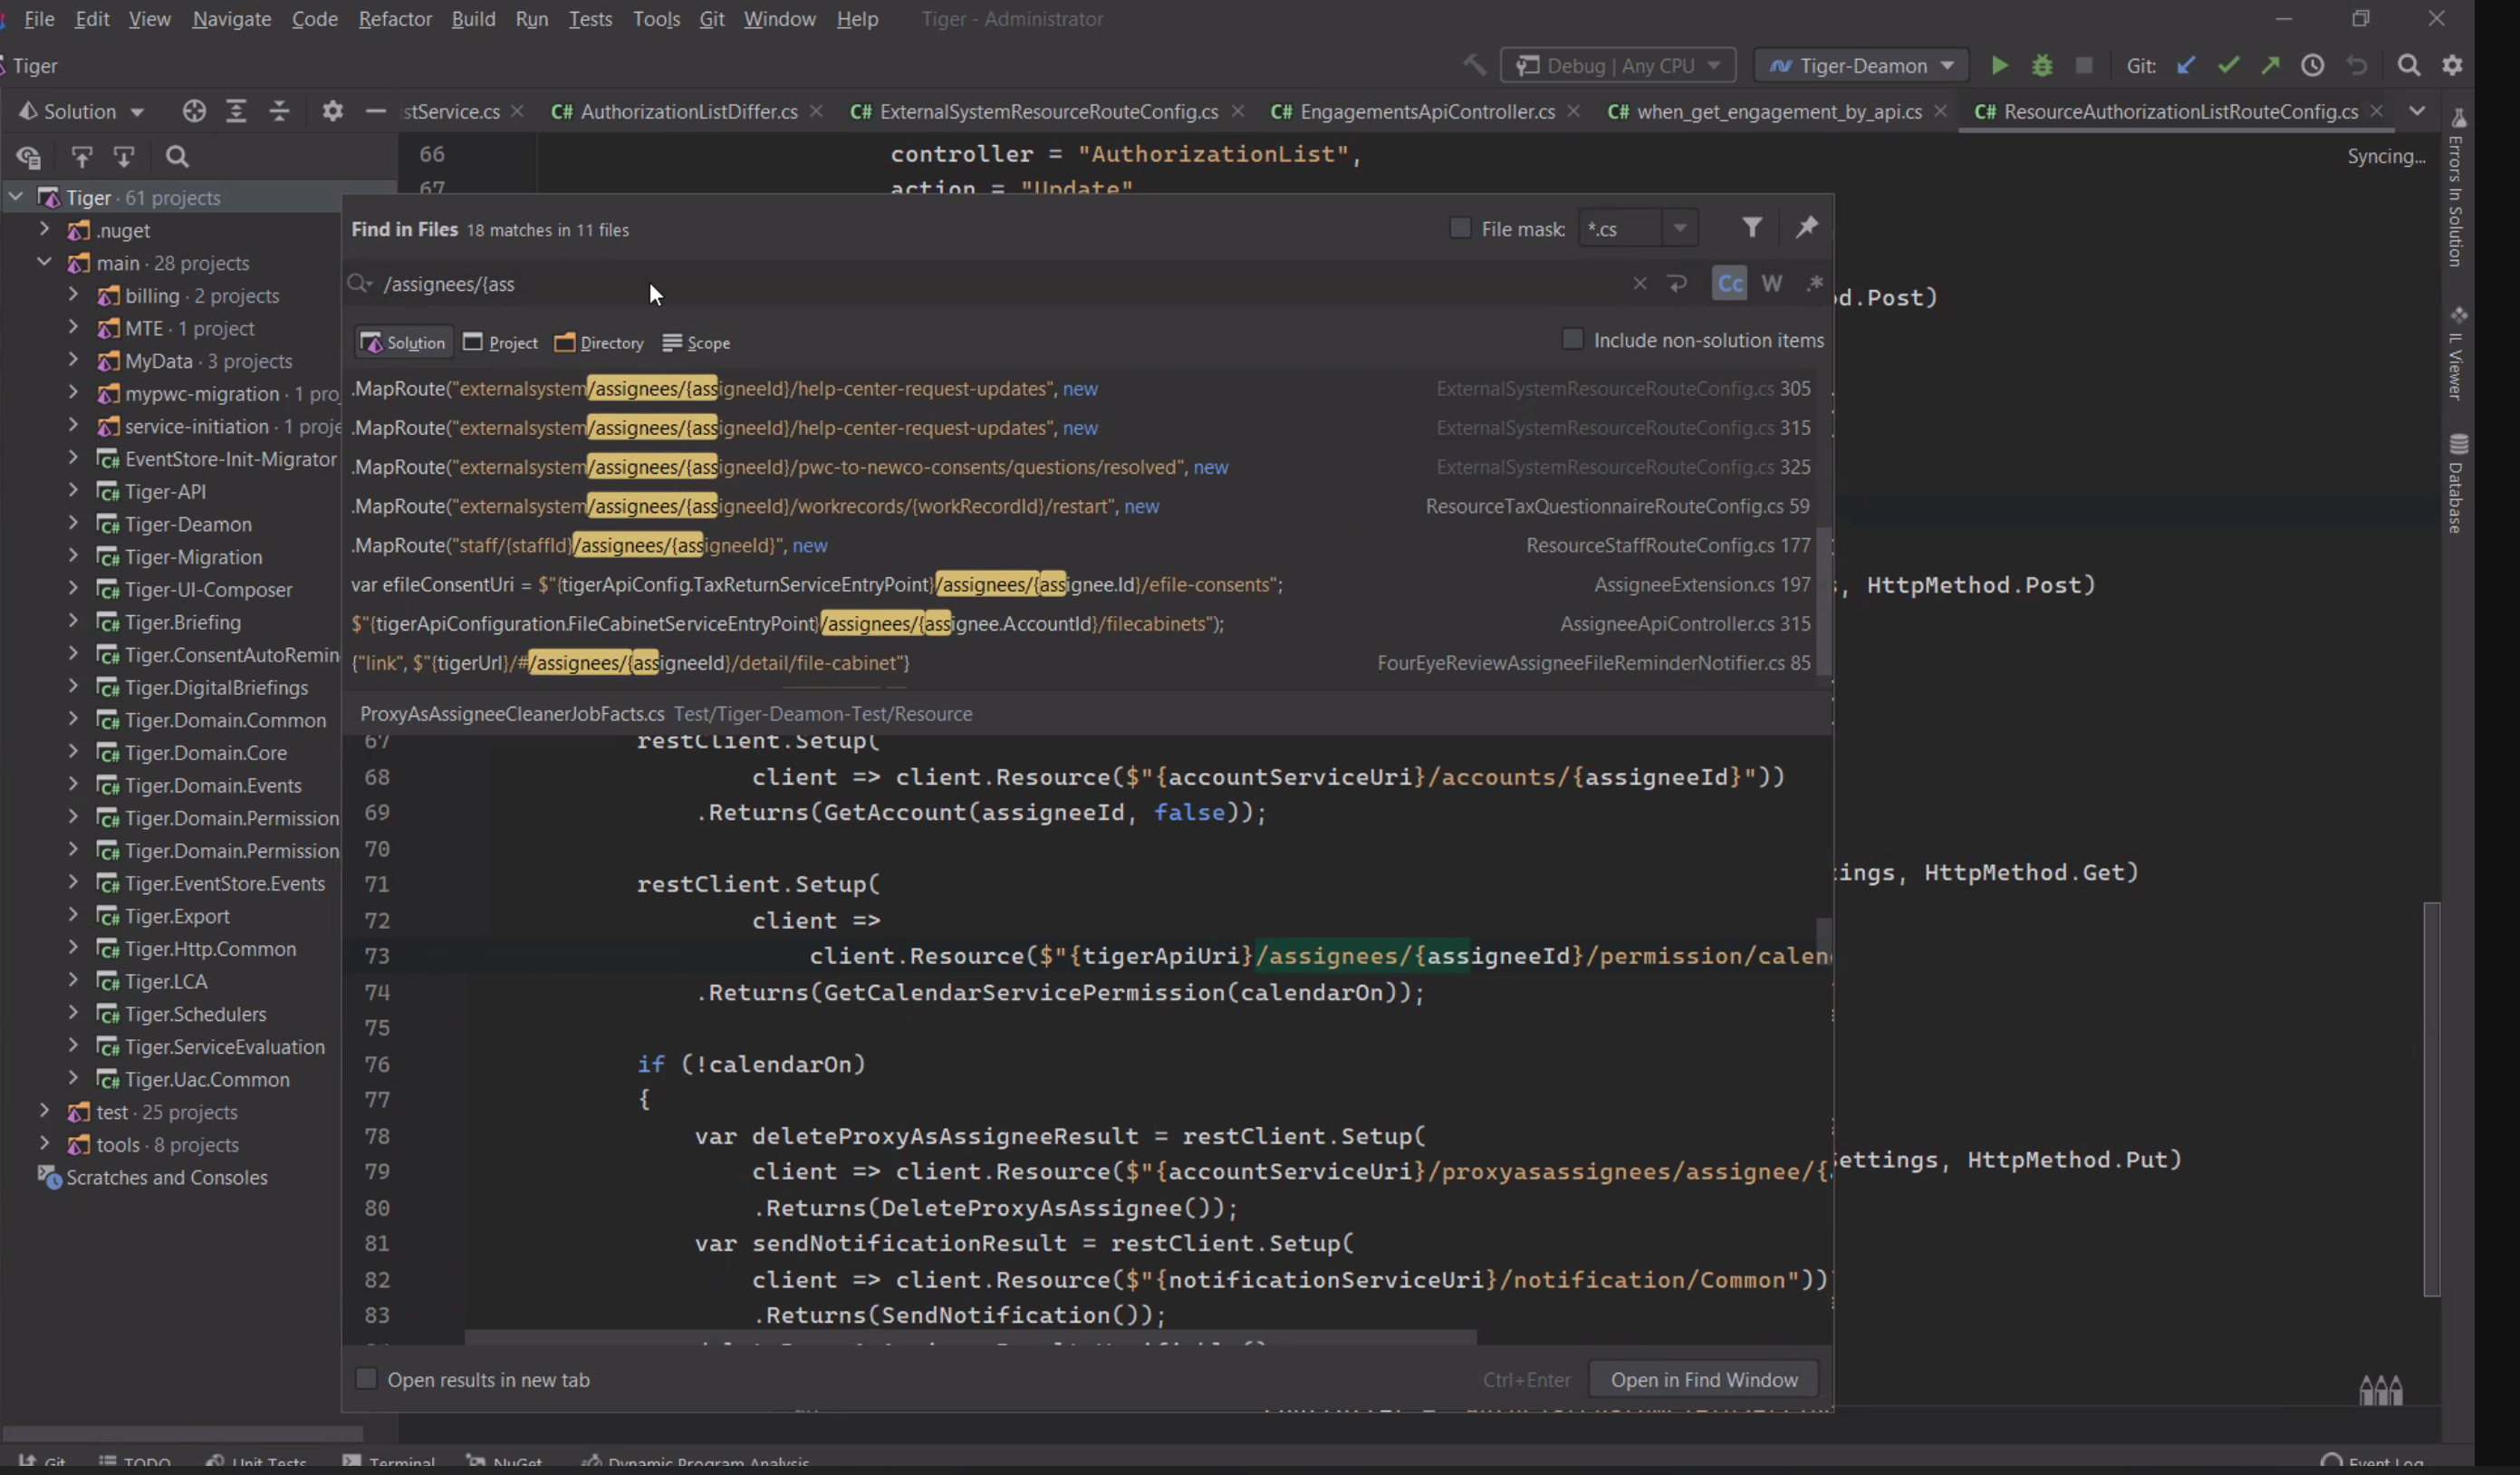 File Edit View Navigate Code Refactor Build Run Tests Tools Git Window Help Tiger - Administrator
Tiger Debug | Any CPU Tiger-Deamon Git:
Solution stService.cs C# AuthorizationListDiffer.cs C# ExternalSystemResourceRouteConfig.cs C# EngagementsApiController.cs C# when_get_engagement_by_api.cs C# ResourceAuthorizationListRouteConfig.cs
66 controller = "AuthorizationList",
67 action = "Update"
Syncing...
Errors In Solution
IL Viewer
Database
Tiger · 61 projects
.nuget
main · 28 projects
billing · 2 projects
MTE · 1 project
MyData · 3 projects
mypwc-migration · 1 pro
service-initiation · 1 proje
C# EventStore-Init-Migrator
C# Tiger-API
C# Tiger-Deamon
C# Tiger-Migration
C# Tiger-UI-Composer
C# Tiger.Briefing
C# Tiger.ConsentAutoRemin
C# Tiger.DigitalBriefings
C# Tiger.Domain.Common
C# Tiger.Domain.Core
C# Tiger.Domain.Events
C# Tiger.Domain.Permission
C# Tiger.Domain.Permission
C# Tiger.EventStore.Events
C# Tiger.Export
C# Tiger.Http.Common
C# Tiger.LCA
C# Tiger.Schedulers
C# Tiger.ServiceEvaluation
C# Tiger.Uac.Common
test · 25 projects
tools · 8 projects
Scratches and Consoles
Find in Files 18 matches in 11 files File mask: *.cs
/assignees/{ass Cc W .*
Solution Project Directory Scope Include non-solution items
.MapRoute("externalsystem/assignees/{assigneeId}/help-center-request-updates", new ExternalSystemResourceRouteConfig.cs 305
.MapRoute("externalsystem/assignees/{assigneeId}/help-center-request-updates", new ExternalSystemResourceRouteConfig.cs 315
.MapRoute("externalsystem/assignees/{assigneeId}/pwc-to-newco-consents/questions/resolved", new ExternalSystemResourceRouteConfig.cs 325
.MapRoute("externalsystem/assignees/{assigneeId}/workrecords/{workRecordId}/restart", new ResourceTaxQuestionnaireRouteConfig.cs 59
.MapRoute("staff/{staffId}/assignees/{assigneeId}", new ResourceStaffRouteConfig.cs 177
var efileConsentUri = $"{tigerApiConfig.TaxReturnServiceEntryPoint}/assignees/{assignee.Id}/efile-consents"; AssigneeExtension.cs 197
$"{tigerApiConfiguration.FileCabinetServiceEntryPoint}/assignees/{assignee.AccountId}/filecabinets"); AssigneeApiController.cs 315
{"link", $"{tigerUrl}/#/assignees/{assigneeId}/detail/file-cabinet"} FourEyeReviewAssigneeFileReminderNotifier.cs 85
ProxyAsAssigneeCleanerJobFacts.cs Test/Tiger-Deamon-Test/Resource
67 restClient.Setup(
68 client => client.Resource($"{accountServiceUri}/accounts/{assigneeId}"))
69 .Returns(GetAccount(assigneeId, false));
70
71 restClient.Setup(
72 client =>
73 client.Resource($"{tigerApiUri}/assignees/{assigneeId}/permission/calen
74 .Returns(GetCalendarServicePermission(calendarOn));
75
76 if (!calendarOn)
77 {
78 var deleteProxyAsAssigneeResult = restClient.Setup(
79 client => client.Resource($"{accountServiceUri}/proxyasassignees/assignee/{
80 .Returns(DeleteProxyAsAssignee());
81 var sendNotificationResult = restClient.Setup(
82 client => client.Resource($"{notificationServiceUri}/notification/Common"))
83 .Returns(SendNotification());
Open results in new tab Ctrl+Enter Open in Find Window
d.Post)
, HttpMethod.Post)
ings, HttpMethod.Get)
ettings, HttpMethod.Put)
Git TODO Unit Tests Terminal NuGet Dynamic Program Analysis Event Log